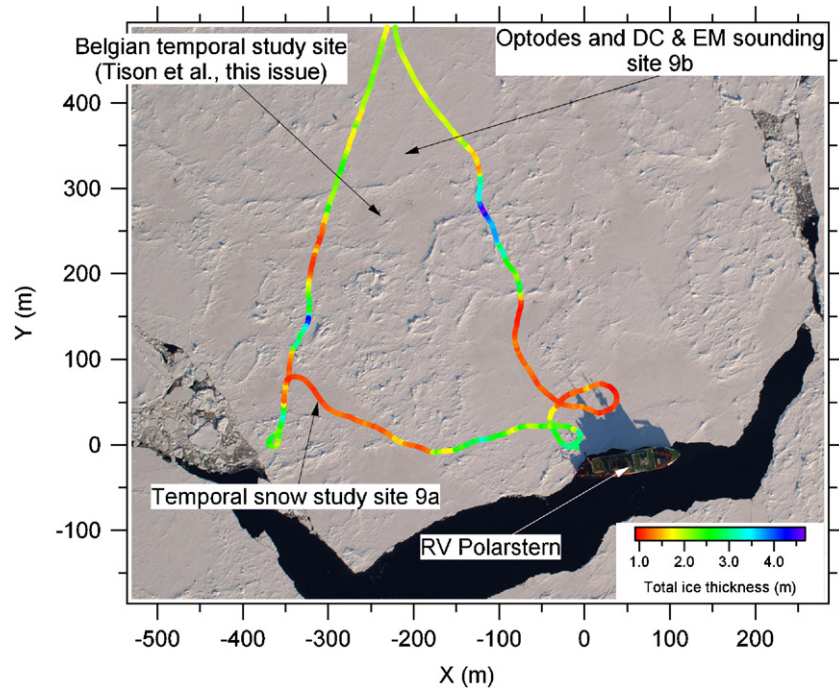 Belgian temporal study site
(Tison et al., this issue)
Optodes and DC & EM sounding
site 9b
400
300
200
100
0
-100
Y (m)
Temporal snow study site 9a
RV Polarstern
1.0 2.0 3.0 4.0
Total ice thickness (m)
-500 -400 -300 -200 -100 0 100 200
X (m)